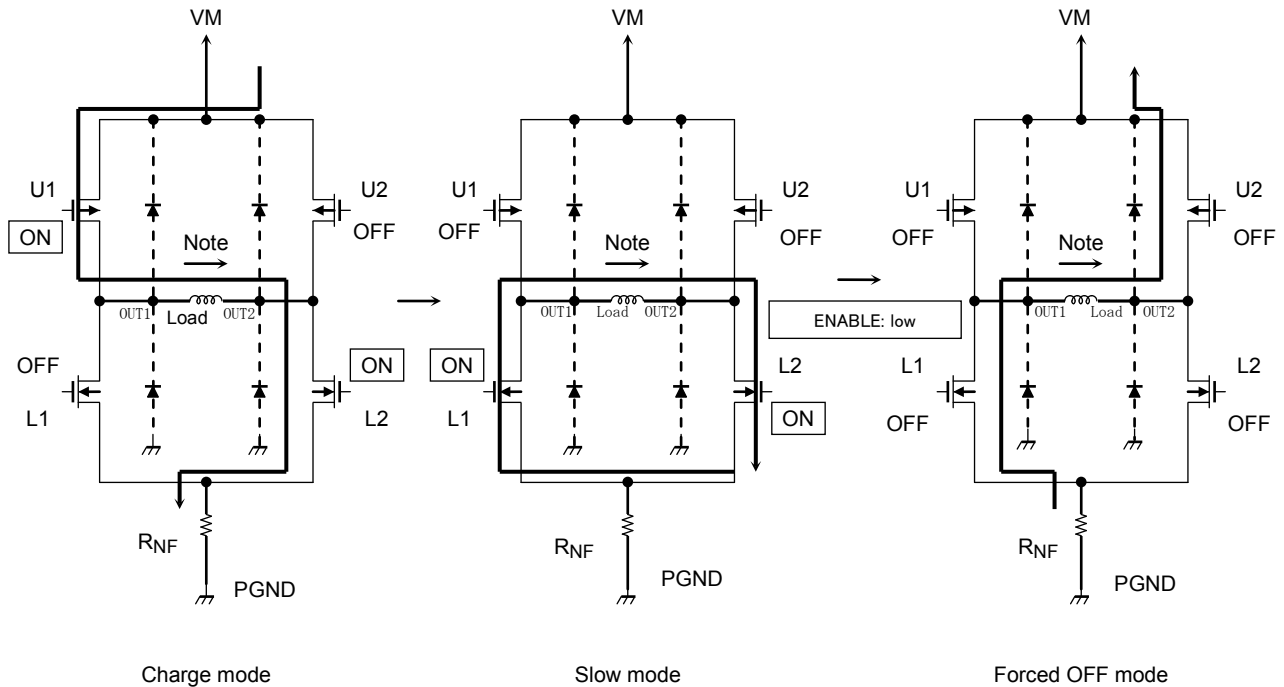 VM
U1
ON
U2
OFF
Note
OUT1
Load
OUT2
OFF
L1
ON
L2
RNF
PGND
Charge mode
VM
U1
OFF
U2
OFF
Note
OUT1
Load
OUT2
ON
L1
L2
ON
RNF
PGND
Slow mode
ENABLE: low
VM
U1
OFF
U2
OFF
Note
OUT1
Load
OUT2
L1
OFF
L2
OFF
RNF
PGND
Forced OFF mode